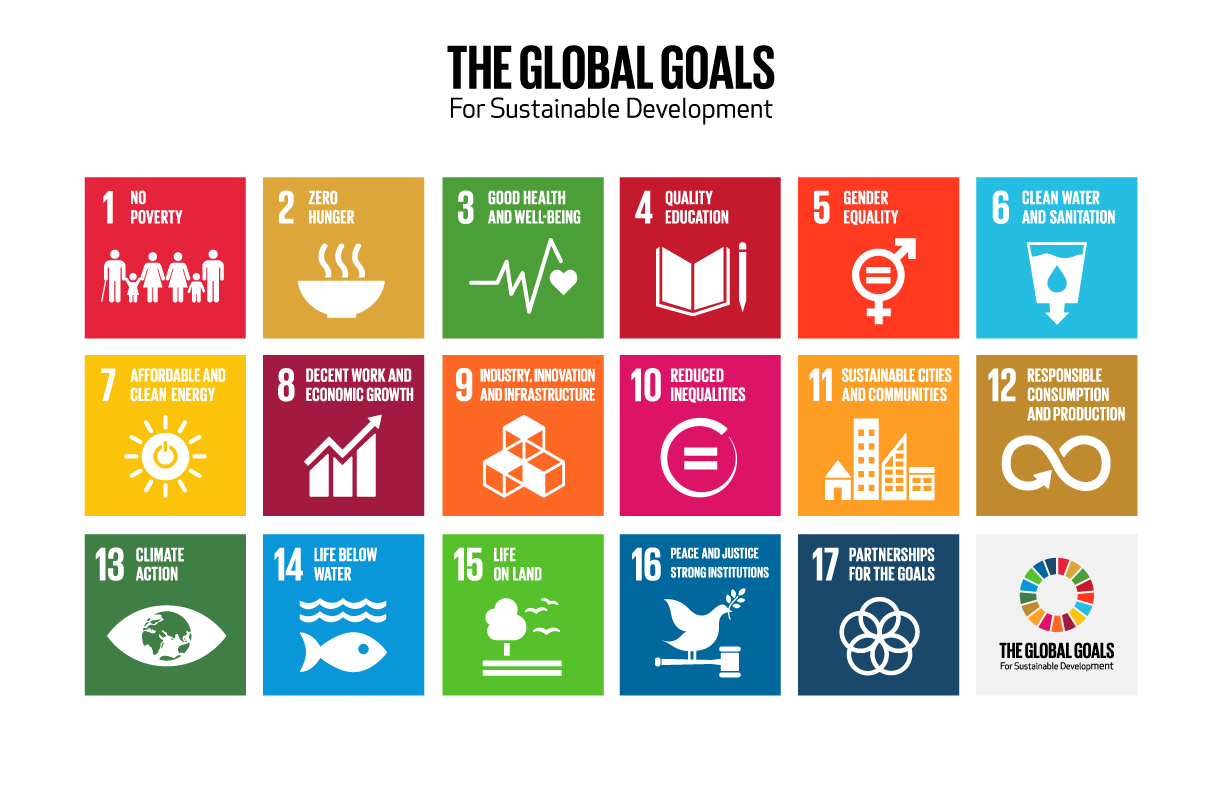 THE GLOBAL GOALS
For Sustainable Development
1 NO
POVERTY
2 ZERO
HUNGER
3 GOOD HEALTH
AND WELL-BEING
4 QUALITY
EDUCATION
5 GENDER
EQUALITY
6 CLEAN WATER
AND SANITATION
7 AFFORDABLE AND
CLEAN ENERGY
8 DECENT WORK AND
ECONOMIC GROWTH
9 INDUSTRY, INNOVATION
AND INFRASTRUCTURE
10 REDUCED
INEQUALITIES
11 SUSTAINABLE CITIES
AND COMMUNITIES
12 RESPONSIBLE
CONSUMPTION
AND PRODUCTION
13 CLIMATE
ACTION
14 LIFE BELOW
WATER
15 LIFE
ON LAND
16 PEACE AND JUSTICE
STRONG INSTITUTIONS
17 PARTNERSHIPS
FOR THE GOALS
THE GLOBAL GOALS
For Sustainable Development